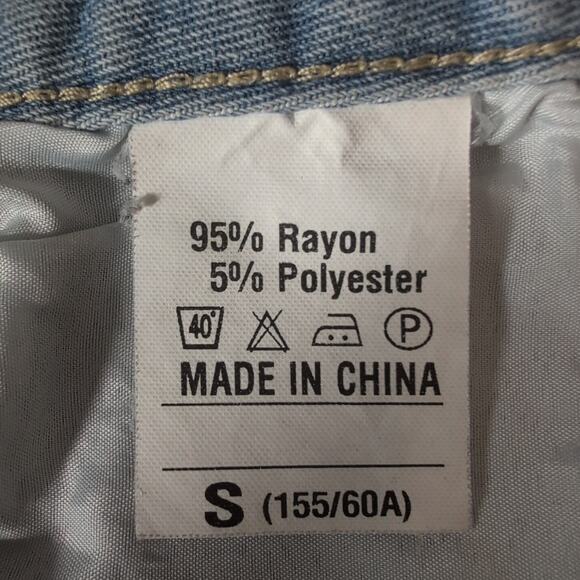 95% Rayon
5% Polyester
40° P
MADE IN CHINA
S (155/60A)